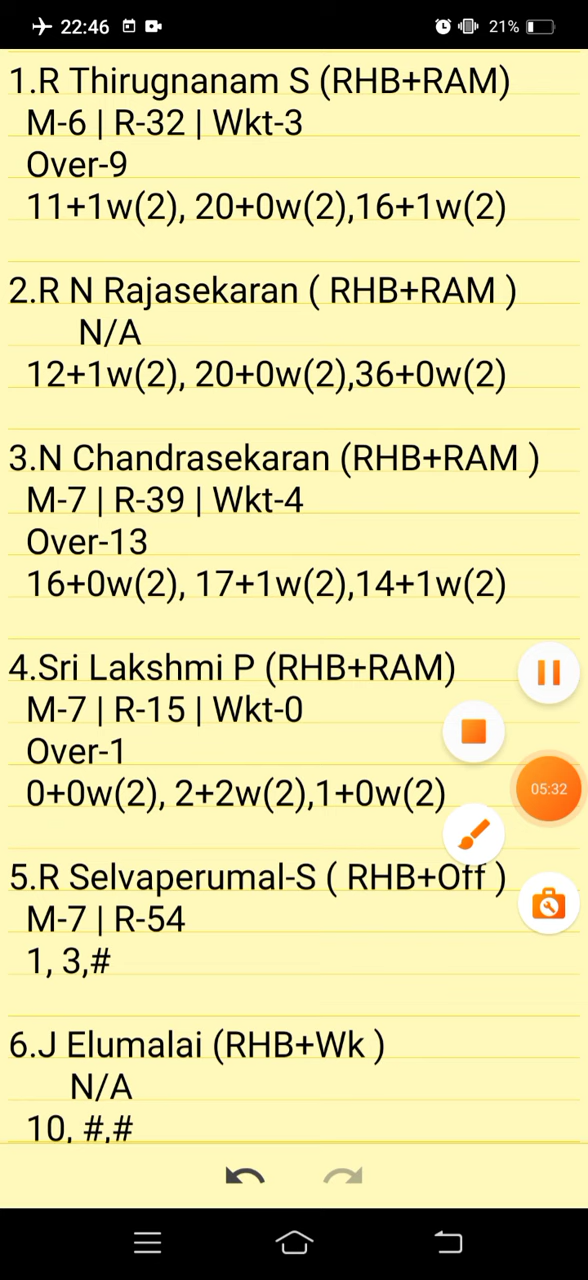 22:46
21%
1.R Thirugnanam S (RHB+RAM)
M-6 | R-32 | Wkt-3
Over-9
11+1w(2), 20+0w(2),16+1w(2)
2.R N Rajasekaran ( RHB+RAM )
N/A
12+1w(2), 20+0w(2),36+0w(2)
3.N Chandrasekaran (RHB+RAM )
M-7 | R-39 | Wkt-4
Over-13
16+0w(2), 17+1w(2),14+1w(2)
4.Sri Lakshmi P (RHB+RAM)
M-7 | R-15 | Wkt-0
Over-1
0+0w(2), 2+2w(2),1+0w(2)
05:32
5.R Selvaperumal-S ( RHB+Off )
M-7 | R-54
1, 3,#
6.J Elumalai (RHB+Wk )
N/A
10, #,#